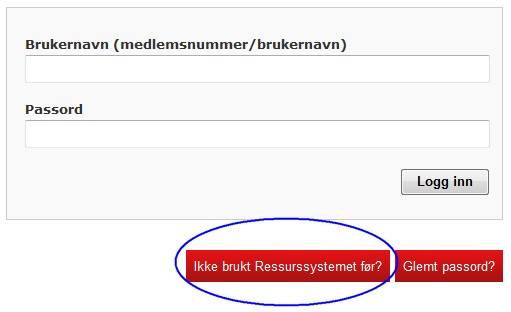 Brukernavn (medlemsnummer/brukernavn)
Passord
Logg inn
Ikke brukt Ressurssystemet før? Glemt passord?